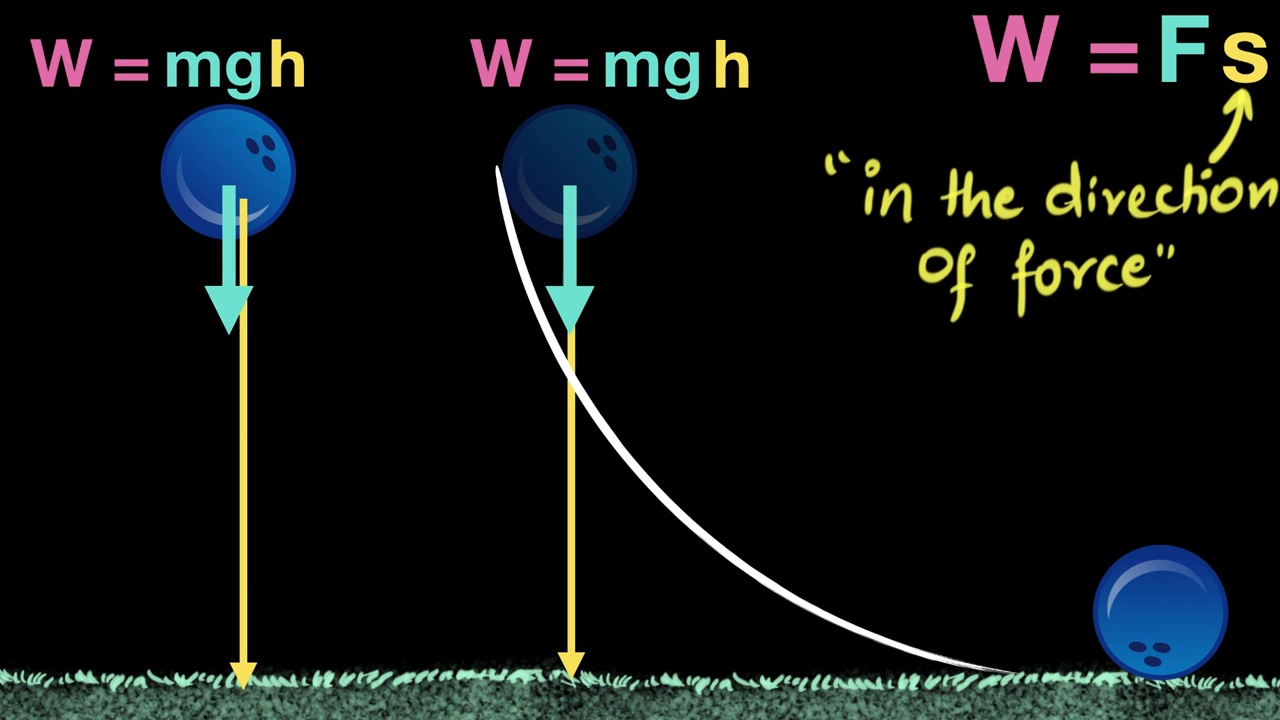 W = mgh
W = mgh
W = Fs
"in the direction
of force"